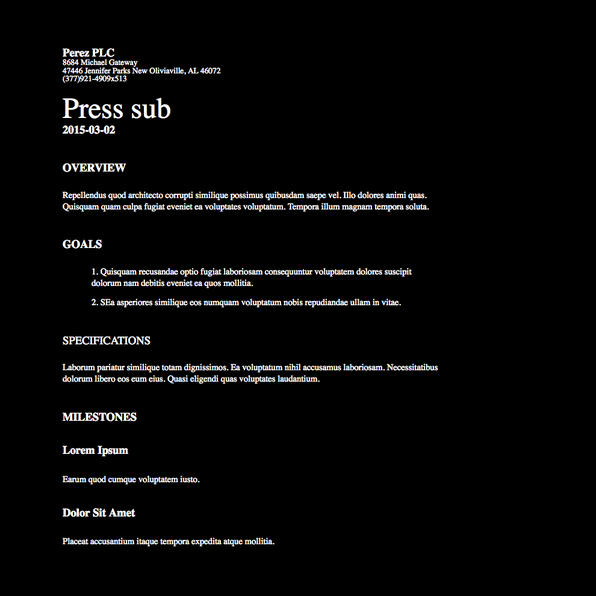 Perez PLC
8684 Michael Gateway
47446 Jennifer Parks New Oliviaville, AL 46072
(377)921-4909x513
Press sub
2015-03-02
OVERVIEW
Repellendus quod architecto corrupti similique possimus quibusdam saepe vel. Illo dolores animi quas.
Quisquam quam culpa fugiat eveniet ea voluptates voluptatum. Tempora illum magnam tempora soluta.
GOALS
1. Quisquam recusandae optio fugiat laboriosam consequuntur voluptatem dolores suscipit
dolorum nam debitis eveniet ea quos mollitia.
2. SEa asperiores similique eos numquam voluptatum nobis repudiandae ullam in vitae.
SPECIFICATIONS
Laborum pariatur similique totam dignissimos. Ea voluptatum nihil accusamus laboriosam. Necessitatibus
dolorum libero eos eum eius. Quasi eligendi quas voluptates laudantium.
MILESTONES
Lorem Ipsum
Earum quod cumque voluptatem iusto.
Dolor Sit Amet
Placeat accusantium itaque tempora expedita atque mollitia.